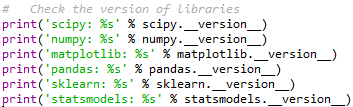 #   Check the version of libraries
print('scipy: %s' % scipy.__version__)
print('numpy: %s' % numpy.__version__)
print('matplotlib: %s' % matplotlib.__version__)
print('pandas: %s' % pandas.__version__)
print('sklearn: %s' % sklearn.__version__)
print('statsmodels: %s' % statsmodels.__version__)